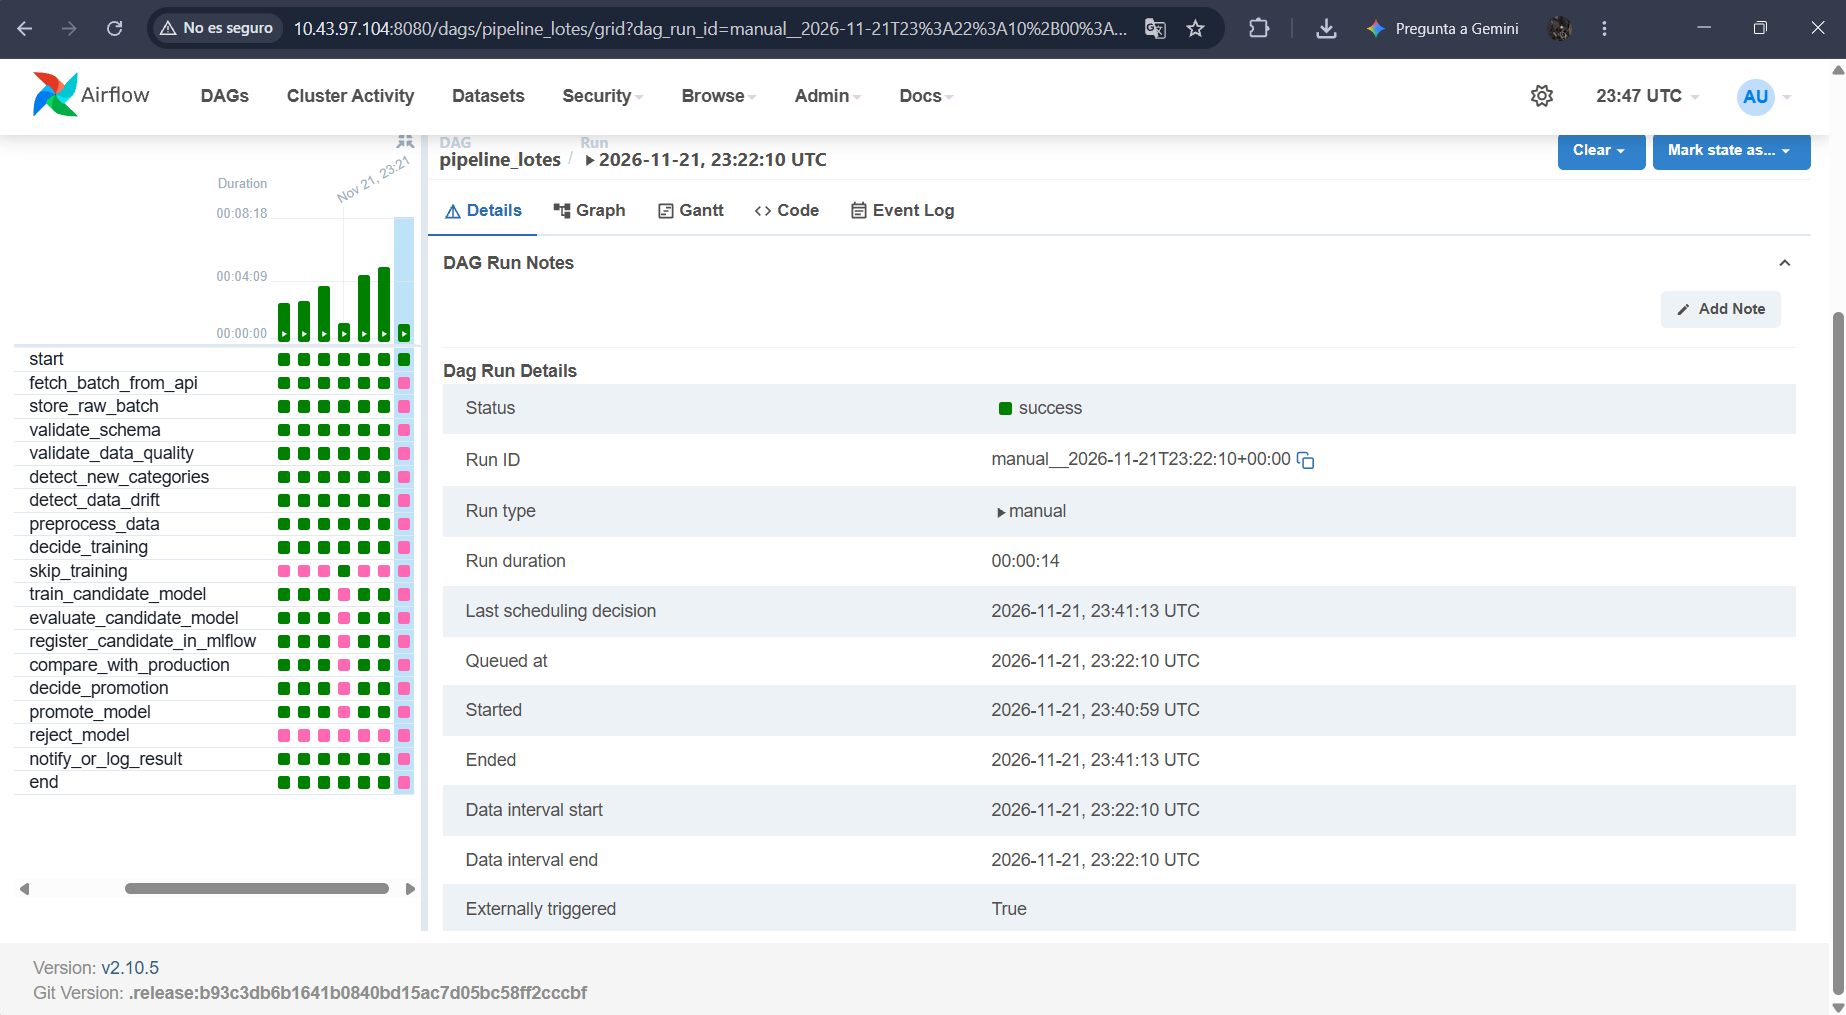 No es seguro 10.43.97.104:8080/dags/pipeline_lotes/grid?dag_run_id=manual__2026-11-21T23%3A22%3A10%2B00%3A... Pregunta a Gemini
Airflow DAGs Cluster Activity Datasets Security Browse Admin Docs 23:47 UTC AU
DAG Run
pipeline_lotes / 2026-11-21, 23:22:10 UTC
Clear Mark state as...
Nov 21, 23:21
Duration
00:08:18
00:04:09
00:00:00
start
fetch_batch_from_api
store_raw_batch
validate_schema
validate_data_quality
detect_new_categories
detect_data_drift
preprocess_data
decide_training
skip_training
train_candidate_model
evaluate_candidate_model
register_candidate_in_mlflow
compare_with_production
decide_promotion
promote_model
reject_model
notify_or_log_result
end
Details Graph Gantt Code Event Log
DAG Run Notes
Add Note
Dag Run Details
Status success
Run ID manual__2026-11-21T23:22:10+00:00
Run type manual
Run duration 00:00:14
Last scheduling decision 2026-11-21, 23:41:13 UTC
Queued at 2026-11-21, 23:22:10 UTC
Started 2026-11-21, 23:40:59 UTC
Ended 2026-11-21, 23:41:13 UTC
Data interval start 2026-11-21, 23:22:10 UTC
Data interval end 2026-11-21, 23:22:10 UTC
Externally triggered True
Version: v2.10.5
Git Version: .release:b93c3db6b1641b0840bd15ac7d05bc58ff2cccbf